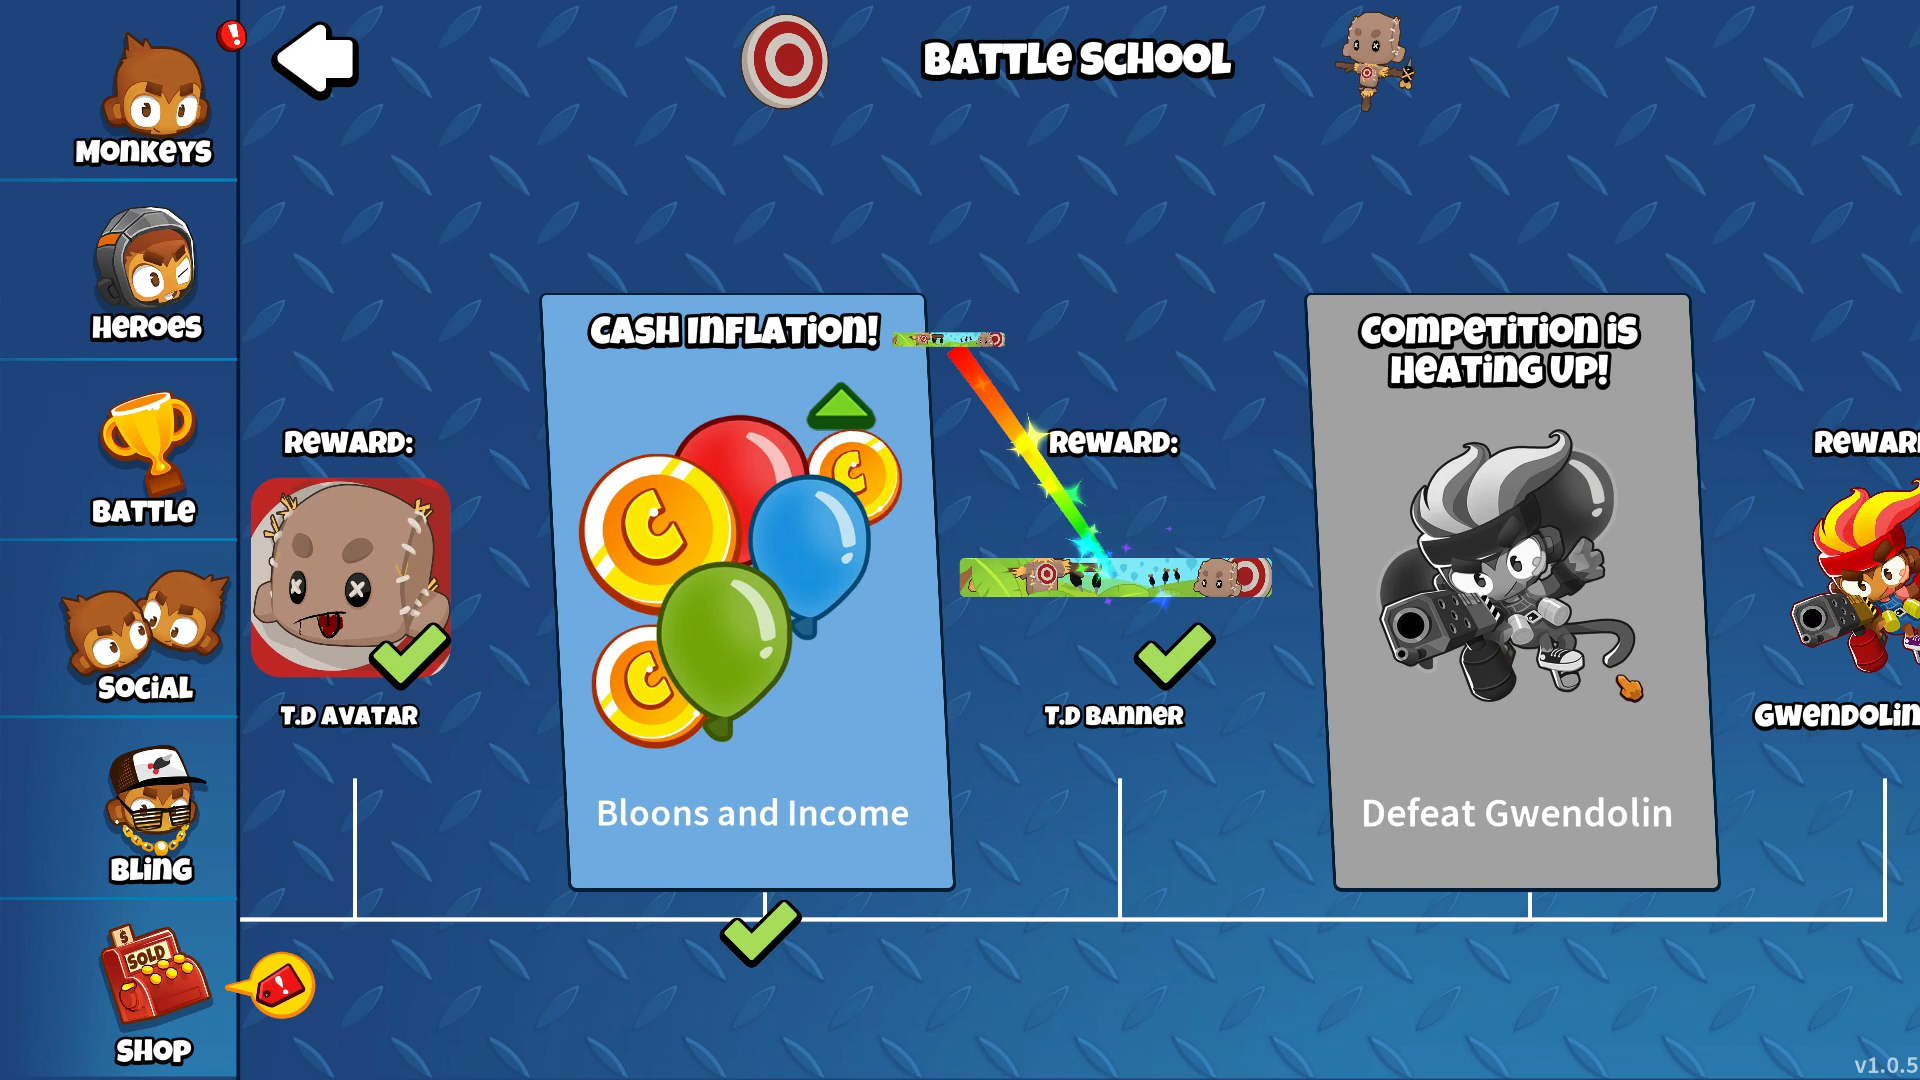 BATTLE SCHOOL
MONKEYS
HEROES
BATTLE
SOCIAL
BLING
SOLD
$
SHOP
REWARD:
T.D AVATAR
CASH INFLATION!
C
C
C
Bloons and Income
REWARD:
T.D BANNER
COMPETITION IS
HEATING UP!
Defeat Gwendolin
REWAR
GWENDOLIN
v1.0.5